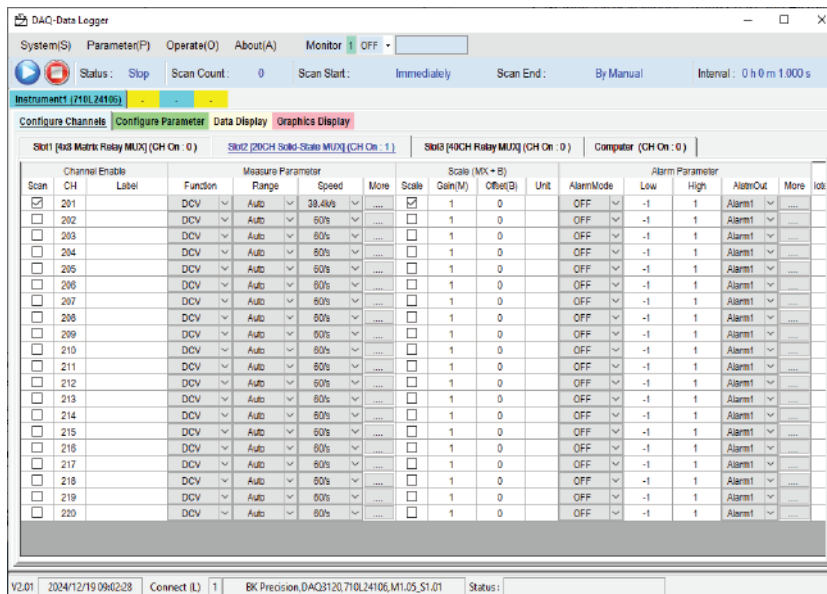 DAQ-Data Logger
System(S) Parameter(P) Operate(O) About(A) Monitor 1 OFF
Status : Stop Scan Count : 0 Scan Start : Immediately Scan End : By Manual Interval : 0 h 0 m 1.000 s
Instrument1 (710L24106) - - -
Configure Channels Configure Parameter Data Display Graphics Display
Slot1 [4x8 Matrix Relay MUX] (CH On : 0 ) Slot2 [20CH Solid-State MUX] (CH On : 1 ) Slot3 [40CH Relay MUX] (CH On : 0 ) Computer (CH On : 0 )
Channel Enable Measure Parameter Scale (MX + B) Alarm Parameter
Scan CH Label Function Range Speed More Scale Gain(M) Offset(B) Unit AlarmMode Low High AlatmOut More
201 DCV Auto 38.4k/s .... 1 0 OFF -1 1 Alarm1 ....
202 DCV Auto 60/s .... 1 0 OFF -1 1 Alarm1 ....
203 DCV Auto 60/s .... 1 0 OFF -1 1 Alarm1 ....
204 DCV Auto 60/s .... 1 0 OFF -1 1 Alarm1 ....
205 DCV Auto 60/s .... 1 0 OFF -1 1 Alarm1 ....
206 DCV Auto 60/s .... 1 0 OFF -1 1 Alarm1 ....
207 DCV Auto 60/s .... 1 0 OFF -1 1 Alarm1 ....
208 DCV Auto 60/s .... 1 0 OFF -1 1 Alarm1 ....
209 DCV Auto 60/s .... 1 0 OFF -1 1 Alarm1 ....
210 DCV Auto 60/s .... 1 0 OFF -1 1 Alarm1 ....
211 DCV Auto 60/s .... 1 0 OFF -1 1 Alarm1 ....
212 DCV Auto 60/s .... 1 0 OFF -1 1 Alarm1 ....
213 DCV Auto 60/s .... 1 0 OFF -1 1 Alarm1 ....
214 DCV Auto 60/s .... 1 0 OFF -1 1 Alarm1 ....
215 DCV Auto 60/s .... 1 0 OFF -1 1 Alarm1 ....
216 DCV Auto 60/s .... 1 0 OFF -1 1 Alarm1 ....
217 DCV Auto 60/s .... 1 0 OFF -1 1 Alarm1 ....
218 DCV Auto 60/s .... 1 0 OFF -1 1 Alarm1 ....
219 DCV Auto 60/s .... 1 0 OFF -1 1 Alarm1 ....
220 DCV Auto 60/s .... 1 0 OFF -1 1 Alarm1 ....
V2.01 2024/12/19 09:02:28 Connect (L) 1 BK Precision,DAQ3120,710L24106,M1.05_S1.01 Status :